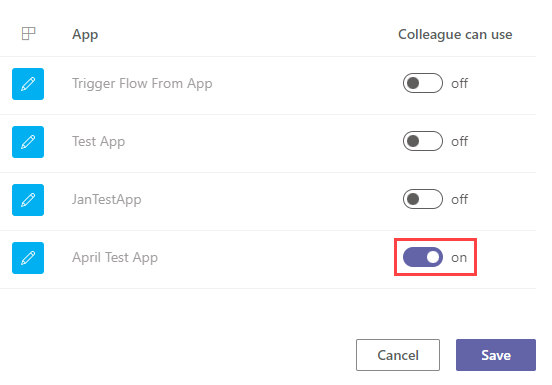 App Colleague can use
Trigger Flow From App off
Test App off
JanTestApp off
April Test App on
Cancel Save